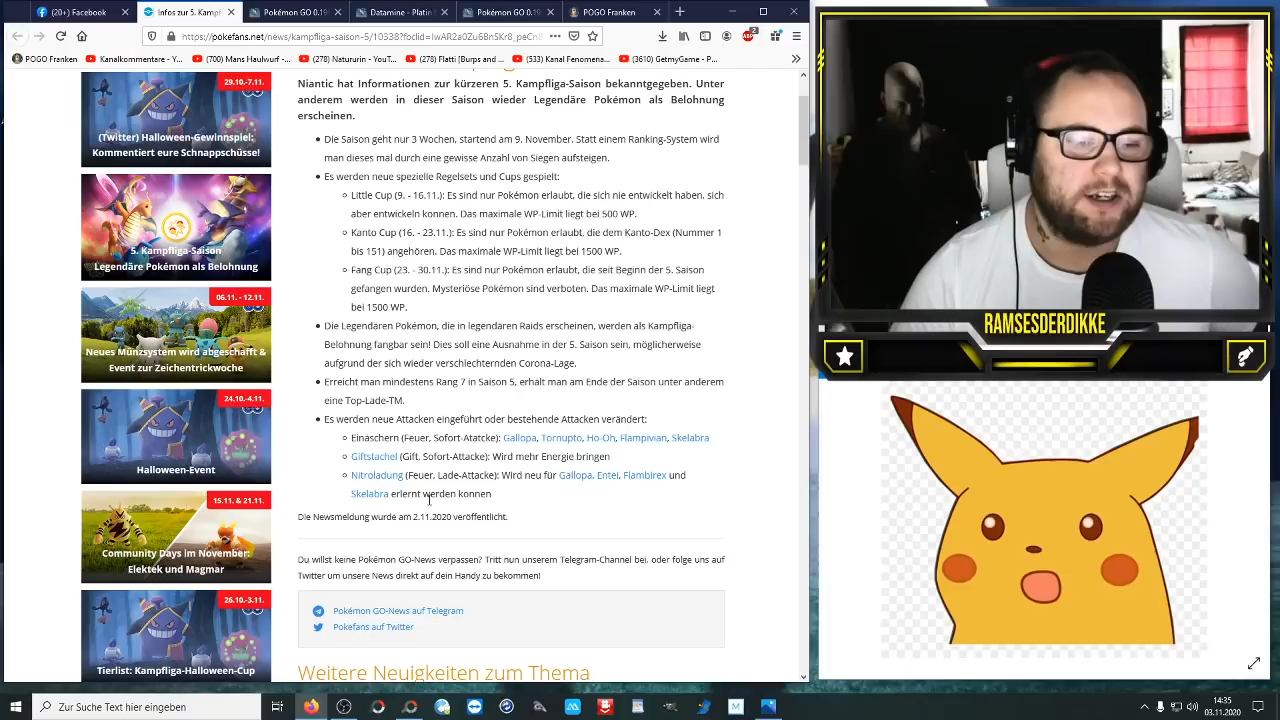 (20+) Facebook
Infos zur 5. Kampf
Pokémon GO 0.19
Datamine - Platin
Pokémon GO 0.19
POGO Franken
https://pokefans.net/news/kampfliga-saison-5/10338?fbclid=IwAR2a0Zu6BrbZr8_peCrlf
POGO Franken
Kanalkommentare - Y...
(700) Mans Haulwurf -...
(278) Natururin - YouT...
(278) Flatti [Burps and ...
(533) Kanal Fenomena...
(3650) GetmyGame - P...
29.10.-7.11.
(Twitter) Halloween-Gewinnspiel:
Kommentiert eure Schnappschüsse!
5. Kampfliga-Saison
Legendäre Pokémon als Belohnung
06.11. - 12.11.
Neues Münzsystem wird abgeschafft &
Event zur Zeichentrickwoche
24.10.-4.11.
Halloween-Event
15.11. & 21.11.
Community Days im November:
Elektek und Magmar
26.10.-3.11.
Tierlist: Kampfliga-Halloween-Cup
Niantic hat Informationen zur kürzeren 5. Kampfliga-Saison bekanntgegeben. Unter
anderem werden in dieser Saison wieder Legendäre Pokémon als Belohnung
erscheinen.
Die Saison geht nur 3 Wochen, startend am 9. November. Statt einem Ranking-System wird
man dieses mal durch eine gewisse Anzahl von Siegen aufsteigen.
Es werden neue spezielle Regelsets und Cups gespielt:
Little Cup (9. - 16.11.): Es sind nur Pokémon erlaubt, die sich nie entwickelt haben, sich
aber entwickeln können. Das maximale WP-Limit liegt bei 500 WP.
Kanto Cup (16. - 23.11.): Es sind nur Pokémon erlaubt, die dem Kanto-Dex (Nummer 1
bis 151) angehören. Das maximale WP-Limit liegt bei 1500 WP.
Fang Cup (23. - 30.11.): Es sind nur Pokémon erlaubt, die seit Beginn der 5. Saison
gefangen wurden. Mysteriöse Pokémon sind verboten. Das maximale WP-Limit liegt
bei 1500 WP.
Die Legendären Pokémon, die in legendären Raids erscheinen, werden als Kampfliga-
Belohnung fangbar sein! Dies soll eine Ausnahme in der 5. Saison sein, möglicherweise
aufgrund der sich wieder verschlechternden Corona-Lage.
Erreicht man mindestens Rang 7 in Saison 5, erhält man am Ende der Saison unter anderem
eine Top-Lade-TM.
Es werden neue Attacken eingeführt oder bestehende Attacken verändert:
Einäschern (Feuer, Sofort-Atatcke): Gallopa, Tornupto, Ho-Oh, Flampivian, Skelabra
Giftstachel (Gift, Sofort-Attacke): Wird mehr Energie bringen
Nitroladung (Feuer, Lade-Attacke): Wird neu für Gallopa, Entei, Flambirex und
Skelabra erlernt werden können
Die Newsmeldung wurde am 2.11.2020 veröffentlicht.
Du willst keine Pokémon GO-News verpassen? Tritt nun unserem Telegram-Channel bei, oder folge uns auf
Twitter um unsere News direkt auf dein Handy zu bekommen!
Pokémon GO-News auf Telegram
Pokefans auf Twitter
Weitere Neuigkeiten zum Thema
RAMSESDERDIKKE
Zur Suche Text hier eingeben
14:35
03.11.2020